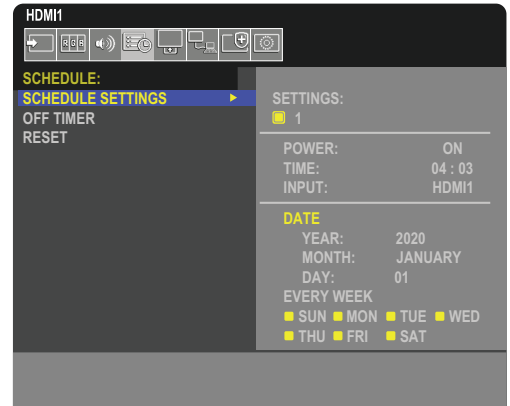 HDMI1
RGB
SCHEDULE:
SCHEDULE SETTINGS
OFF TIMER
RESET
SETTINGS:
1
POWER: ON
TIME: 04 : 03
INPUT: HDMI1
DATE
YEAR: 2020
MONTH: JANUARY
DAY: 01
EVERY WEEK
SUN MON TUE WED
THU FRI SAT